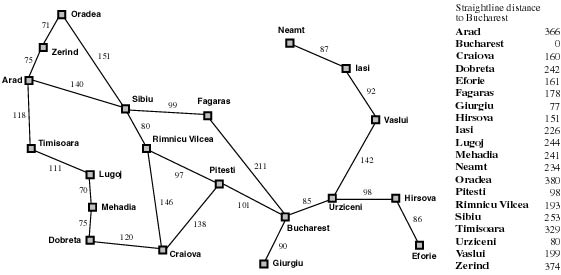 Straightline distance
to Bucharest
Arad 366
Bucharest 0
Craiova 160
Dobreta 242
Eforie 161
Fagaras 178
Giurgiu 77
Hirsova 151
Iasi 226
Lugoj 244
Mehadia 241
Neamt 234
Oradea 380
Pitesti 98
Rimnicu Vilcea 193
Sibiu 253
Timisoara 329
Urziceni 80
Vaslui 199
Zerind 374
Oradea
71
Zerind
151
75
Arad
140
118
Sibiu
99
Fagaras
80
Rimnicu Vilcea
Timisoara
111
Lugoj
70
Mehadia
75
Dobreta
120
Craiova
146
97
Pitesti
138
101
211
Bucharest
90
Giurgiu
85
Urziceni
98
Hirsova
86
Eforie
142
Vaslui
92
Iasi
87
Neamt